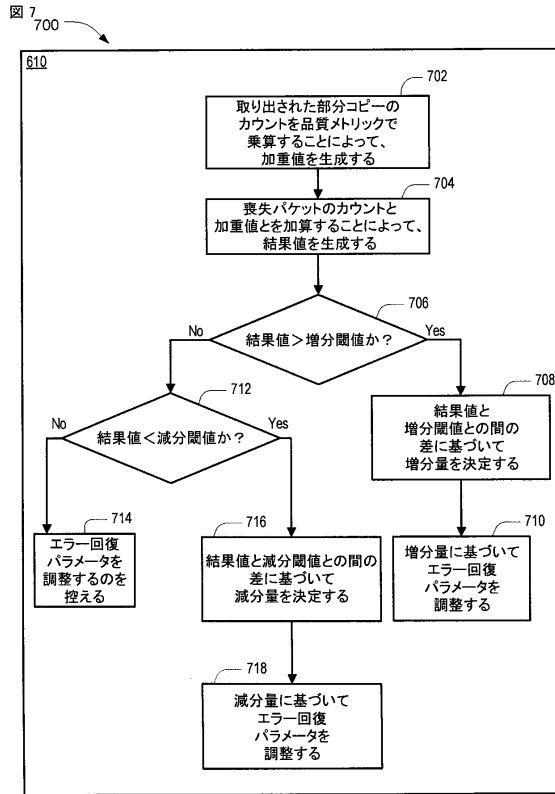 図 7
700
610
702
取り出された部分コピーの
カウントを品質メトリックで
乗算することによって、
加重値を生成する
704
喪失パケットのカウントと
加重値とを加算することによって、
結果値を生成する
706
No
結果値＞増分閾値か？
Yes
712
No
結果値＜減分閾値か？
Yes
708
結果値と
増分閾値との間の
差に基づいて
増分量を決定する
714
エラー回復
パラメータを
調整するのを
控える
716
結果値と減分閾値との間の
差に基づいて
減分量を決定する
710
増分量に基づいて
エラー回復
パラメータを
調整する
718
減分量に基づいて
エラー回復
パラメータを
調整する